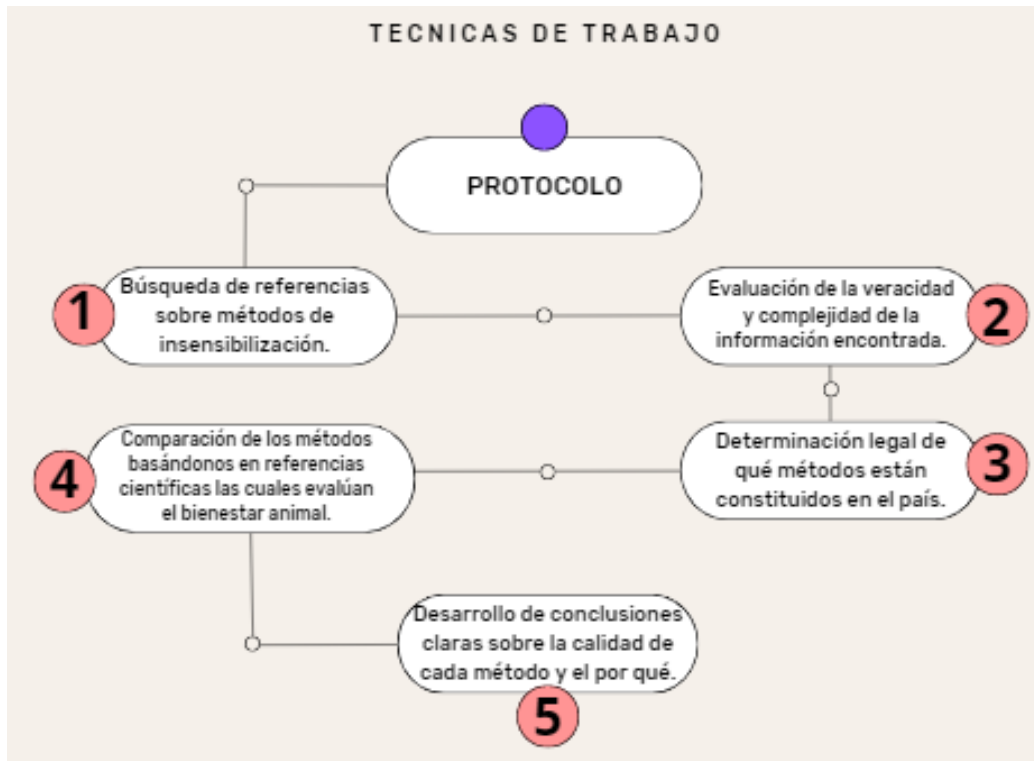 TECNICAS DE TRABAJO
PROTOCOLO
1
Búsqueda de referencias
sobre métodos de
insensibilización.
2
Evaluación de la veracidad
y complejidad de la
información encontrada.
3
Determinación legal de
qué métodos están
constituidos en el país.
4
Comparación de los métodos
basándonos en referencias
científicas las cuales evalúan
el bienestar animal.
Desarrollo de conclusiones
claras sobre la calidad de
cada método y el por qué.
5